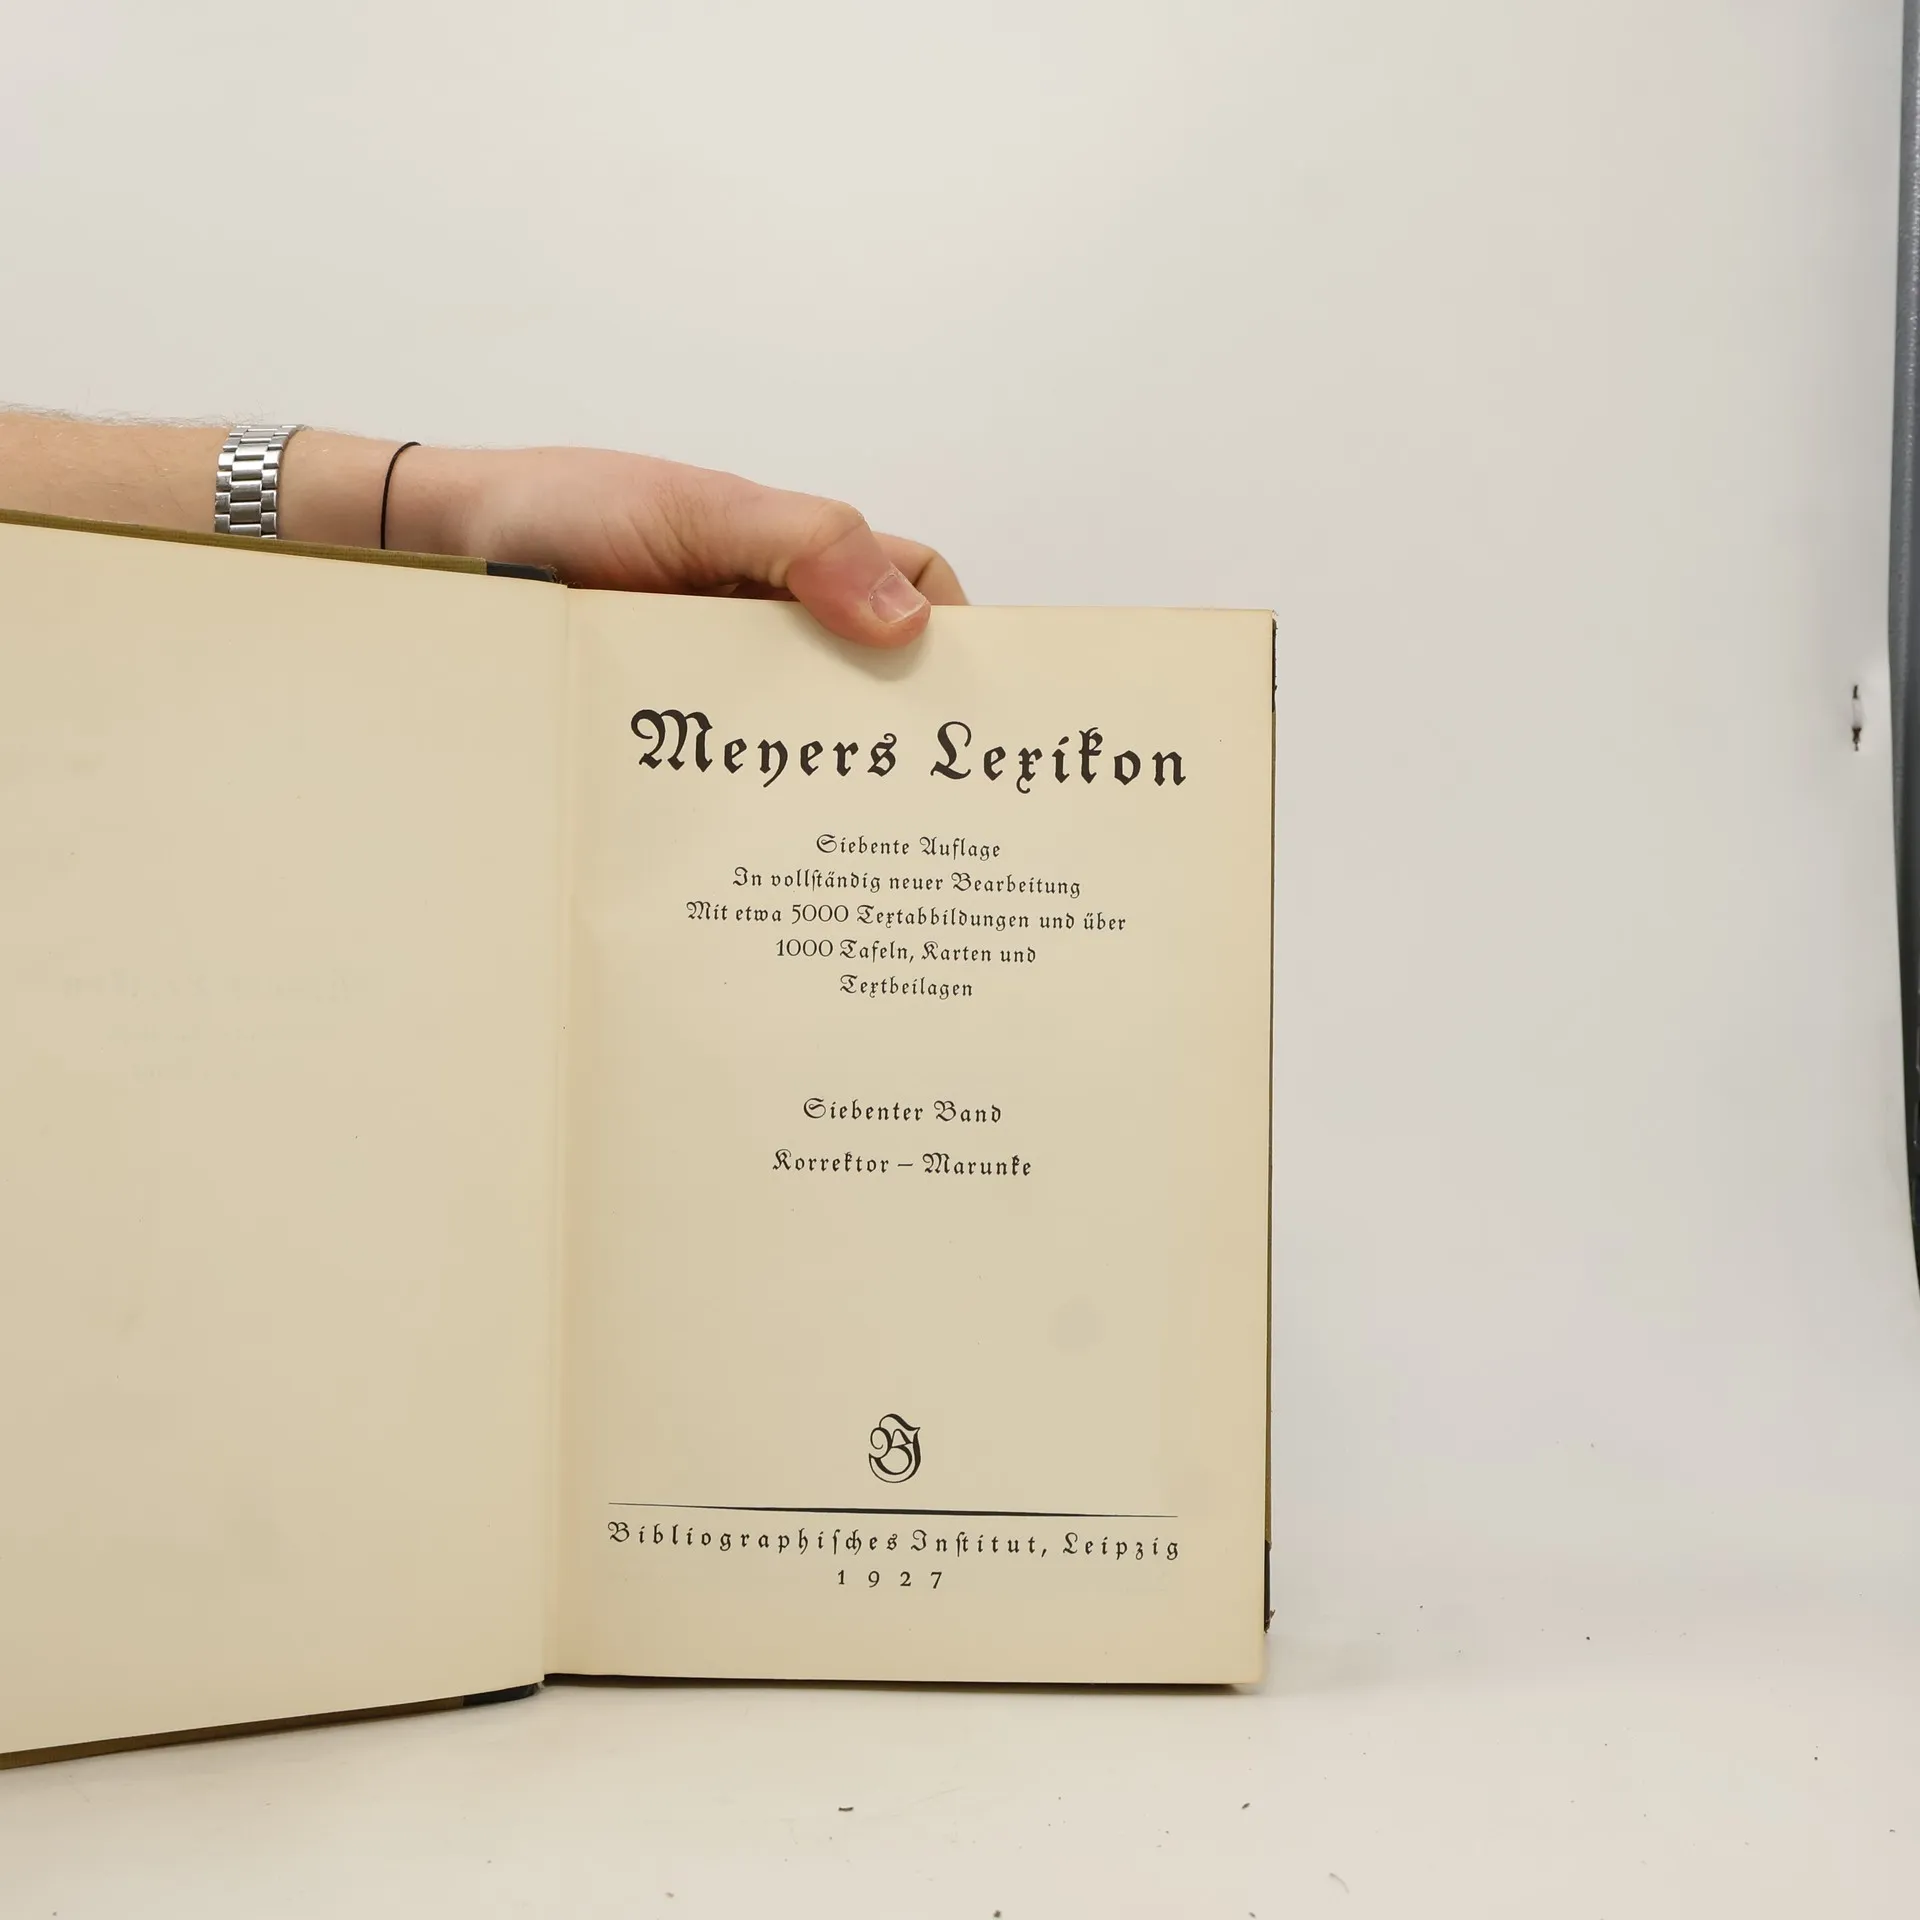 Meyers Lexikon
Siebente Auflage
In vollſtändig neuer Bearbeitung
Mit etwa 5000 Textabbildungen und über
1000 Tafeln, Karten und
Textbeilagen
Siebenter Band
Korrektor – Marunke
BI
Bibliographiſches Inſtitut, Leipzig
1927